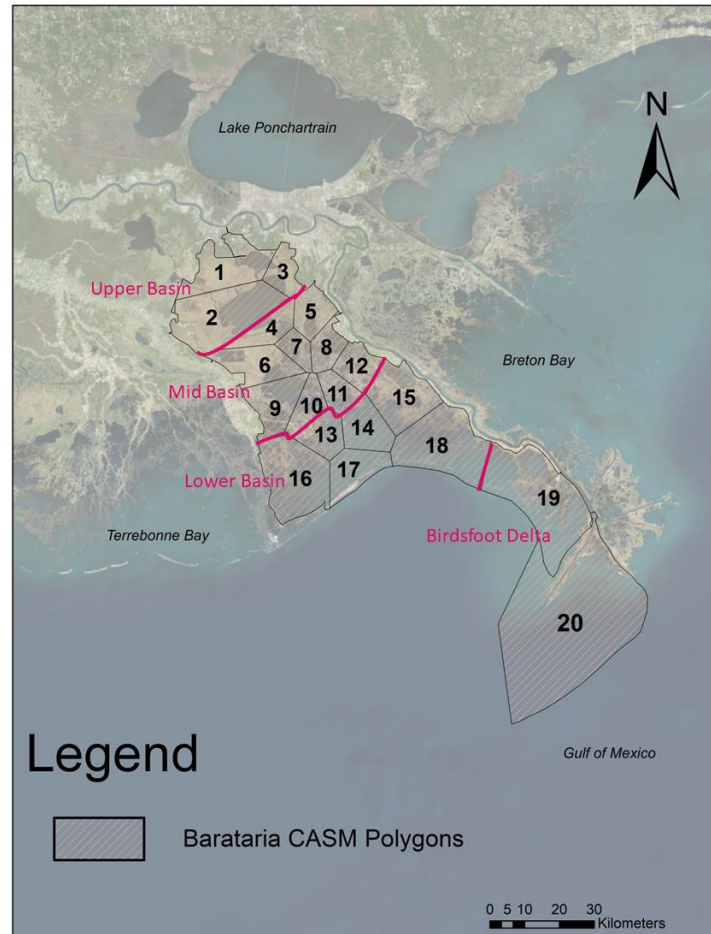 Lake Ponchartrain
N
1
3
Upper Basin
2
5
4
7
8
6
12
Breton Bay
Mid Basin
11
15
9
10
13
14
18
16
17
Lower Basin
19
Terrebonne Bay
Birdsfoot Delta
20
Legend
Gulf of Mexico
Barataria CASM Polygons
0 5 10 20 30
Kilometers